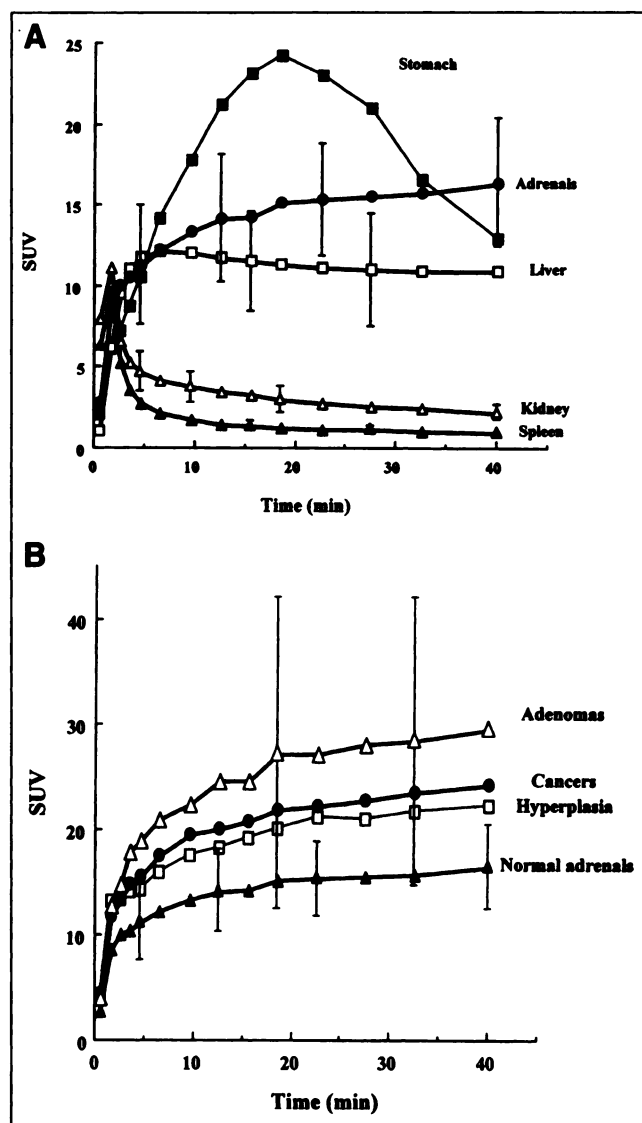 A
25
Stomach
20
Adrenals
15
SUV
Liver
10
5
Kidney
Spleen
0
0 10 20 30 40
Time (min)
B
40
Adenomas
30
Cancers
SUV
Hyperplasia
20
Normal adrenals
10
0
0 10 20 30 40
Time (min)